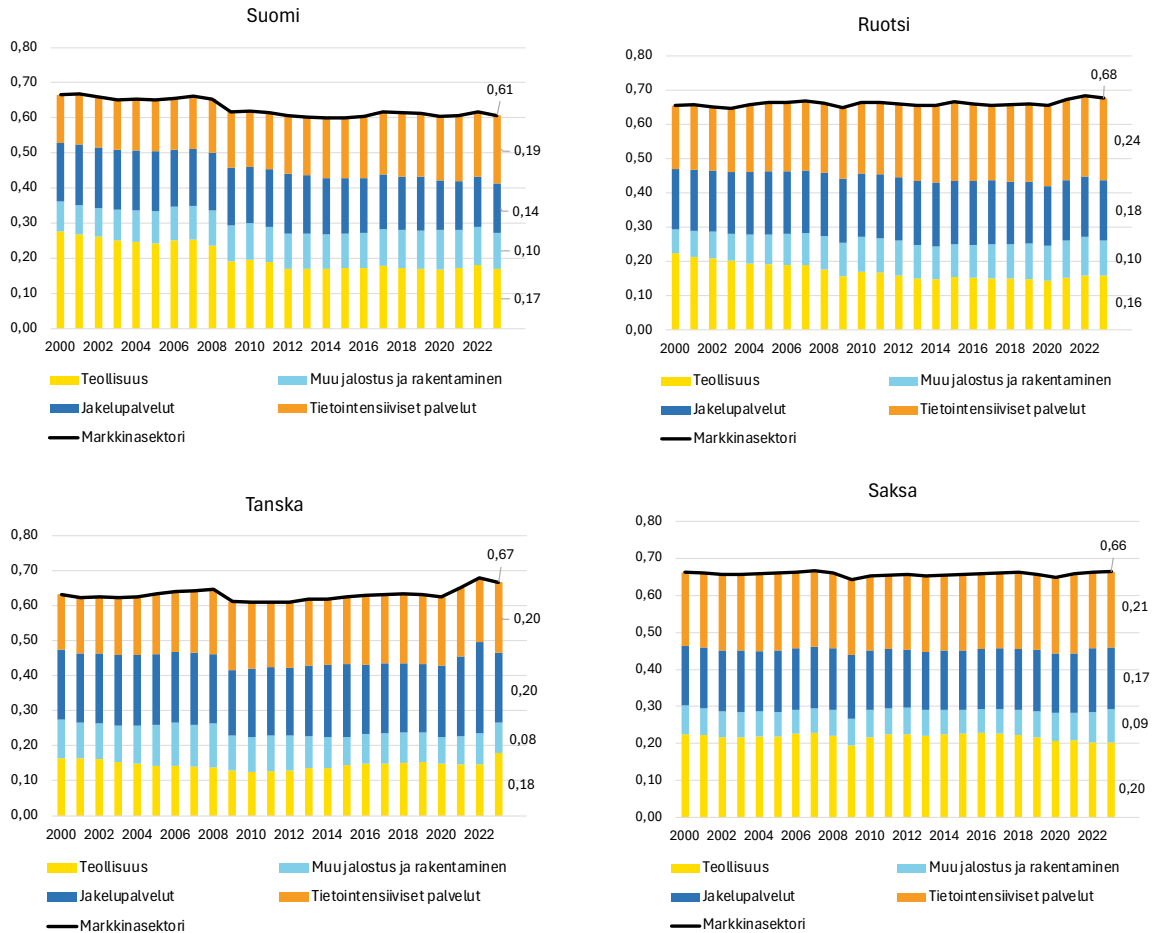 Suomi
0,80
0,70
0,60
0,50
0,40
0,30
0,20
0,10
0,00
0,61
0,19
0,14
0,10
0,17
2000 2002 2004 2006 2008 2010 2012 2014 2016 2018 2020 2022
Teollisuus
Muu jalostus ja rakentaminen
Jakelupalvelut
Tietointensiiviset palvelut
Markkinasektori
Ruotsi
0,80
0,70
0,60
0,50
0,40
0,30
0,20
0,10
0,00
0,68
0,24
0,18
0,10
0,16
2000 2002 2004 2006 2008 2010 2012 2014 2016 2018 2020 2022
Teollisuus
Muu jalostus ja rakentaminen
Jakelupalvelut
Tietointensiiviset palvelut
Markkinasektori
Tanska
0,80
0,70
0,60
0,50
0,40
0,30
0,20
0,10
0,00
0,67
0,20
0,20
0,08
0,18
2000 2002 2004 2006 2008 2010 2012 2014 2016 2018 2020 2022
Teollisuus
Muu jalostus ja rakentaminen
Jakelupalvelut
Tietointensiiviset palvelut
Markkinasektori
Saksa
0,80
0,70
0,60
0,50
0,40
0,30
0,20
0,10
0,00
0,66
0,21
0,17
0,09
0,20
2000 2002 2004 2006 2008 2010 2012 2014 2016 2018 2020 2022
Teollisuus
Muu jalostus ja rakentaminen
Jakelupalvelut
Tietointensiiviset palvelut
Markkinasektori